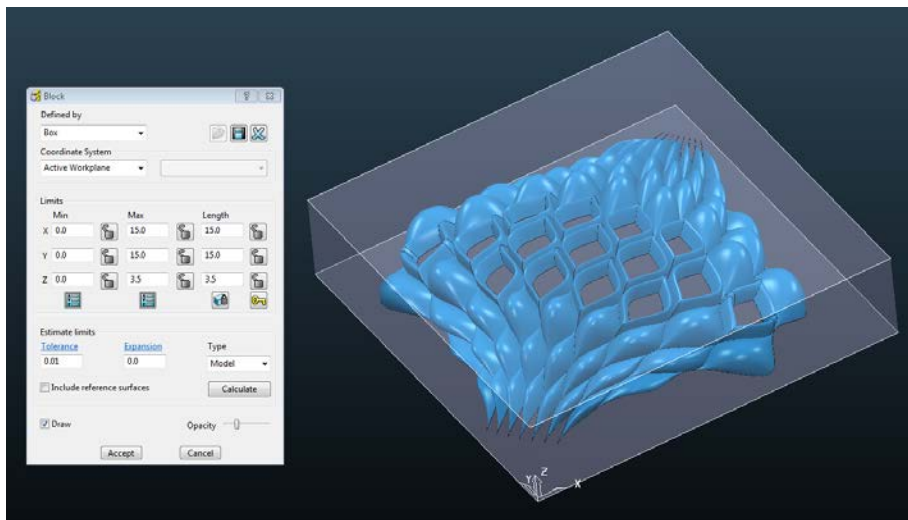 Block
Defined by
Box
Coordinate System
Active Workplane
Limits
Min Max Length
X 0.0 15.0 15.0
Y 0.0 15.0 15.0
Z 0.0 3.5 3.5
Estimate limits
Tolerance Expansion Type
0.01 0.0 Model
Include reference surfaces Calculate
Draw Opacity
Accept Cancel
Z
Y X